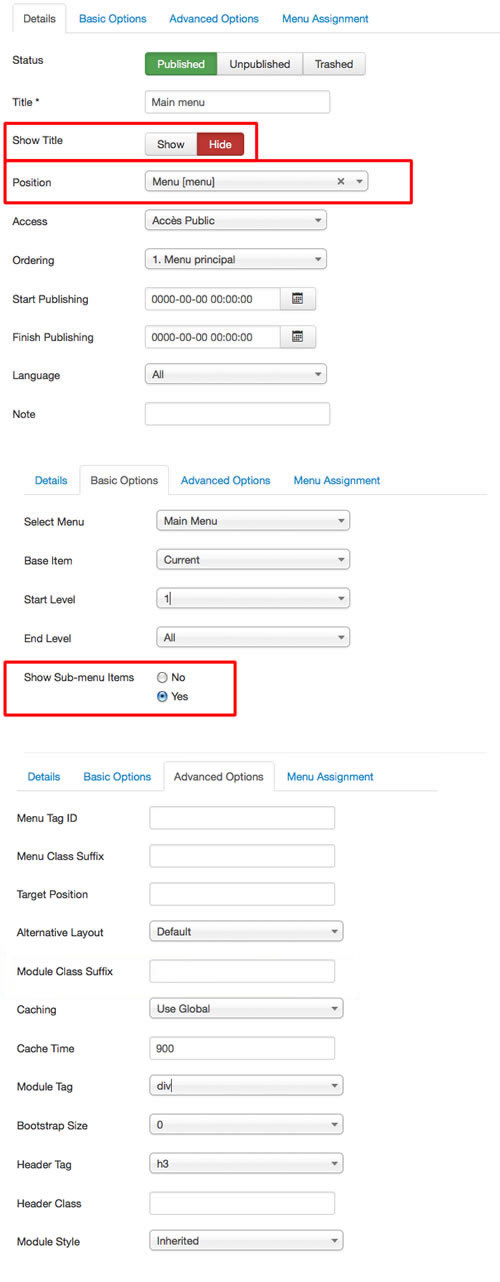 Details Basic Options Advanced Options Menu Assignment
Status Published Unpublished Trashed
Title * Main menu
Show Title Show Hide
Position Menu [menu]
Access Accès Public
Ordering 1. Menu principal
Start Publishing 0000-00-00 00:00:00
Finish Publishing 0000-00-00 00:00:00
Language All
Note
Details Basic Options Advanced Options Menu Assignment
Select Menu Main Menu
Base Item Current
Start Level 1
End Level All
Show Sub-menu Items No
Yes
Details Basic Options Advanced Options Menu Assignment
Menu Tag ID
Menu Class Suffix
Target Position
Alternative Layout Default
Module Class Suffix
Caching Use Global
Cache Time 900
Module Tag div
Bootstrap Size 0
Header Tag h3
Header Class
Module Style Inherited